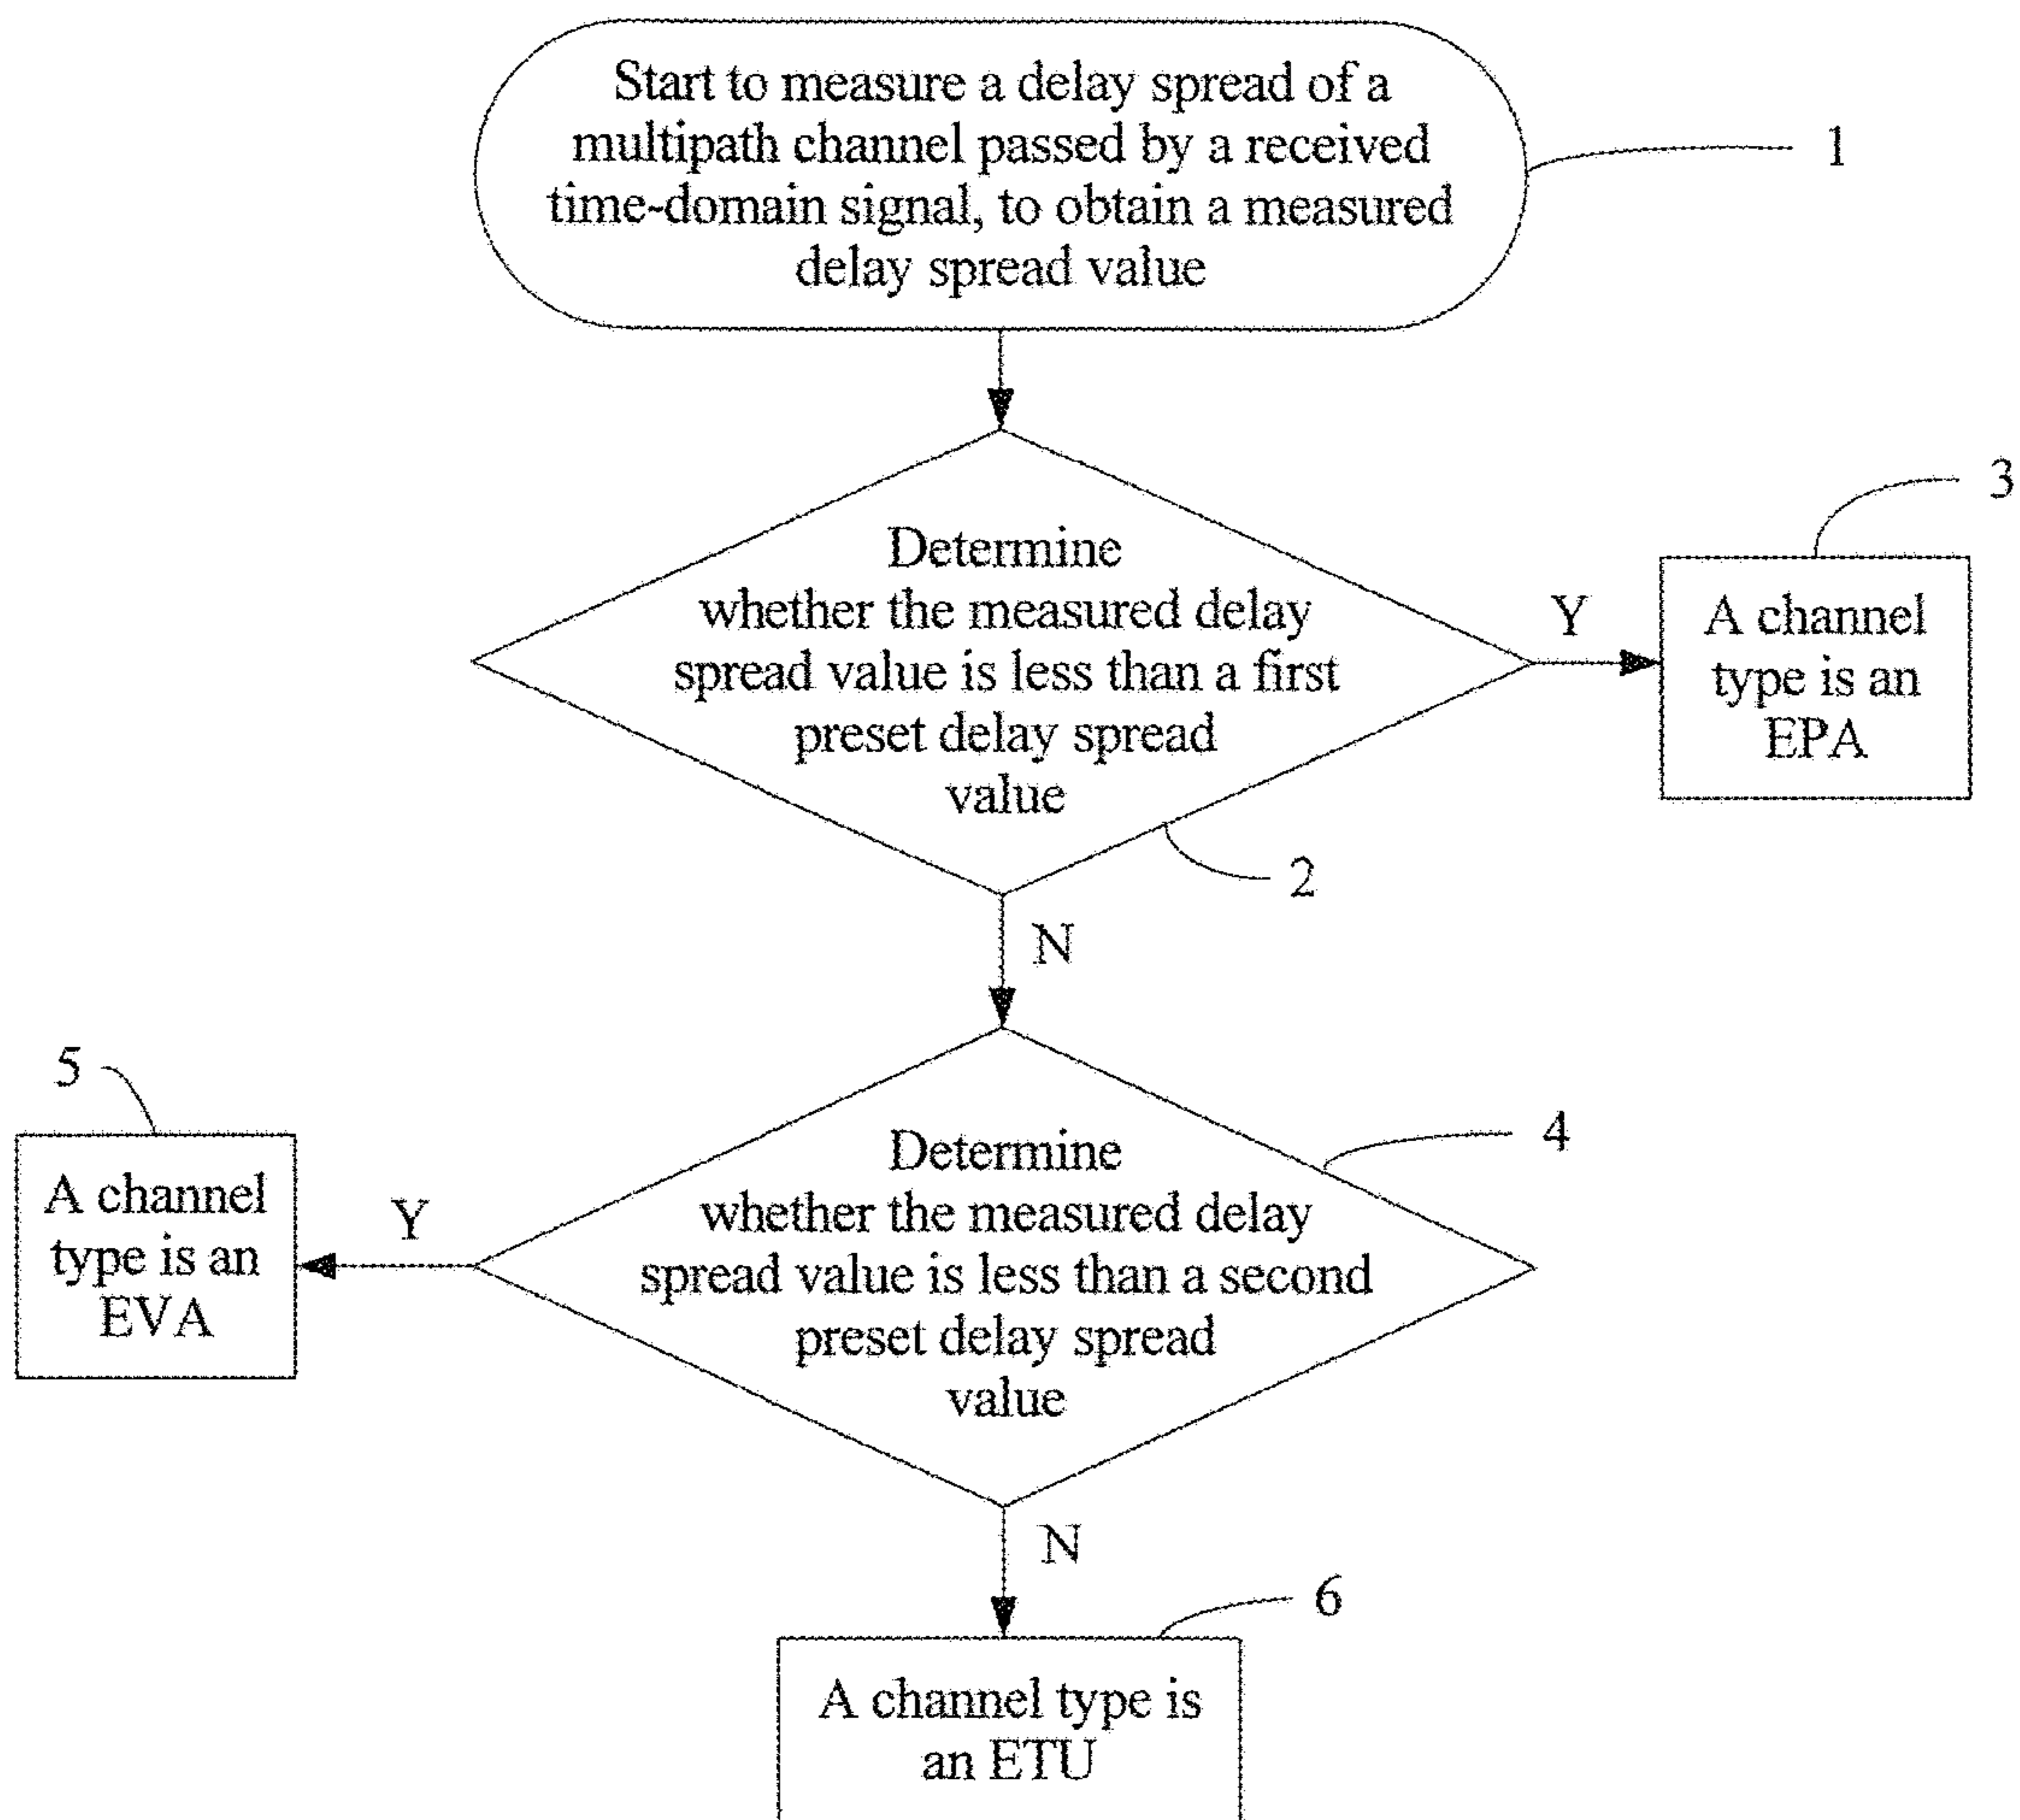 Start to measure a delay spread of a
multipath channel passed by a received
time-domain signal, to obtain a measured
delay spread value
1
Determine
whether the measured delay
spread value is less than a first
preset delay spread
value
2
Y
3
A channel
type is an
EPA
N
Determine
whether the measured delay
spread value is less than a second
preset delay spread
value
4
Y
5
A channel
type is an
EVA
N
6
A channel type is
an ETU